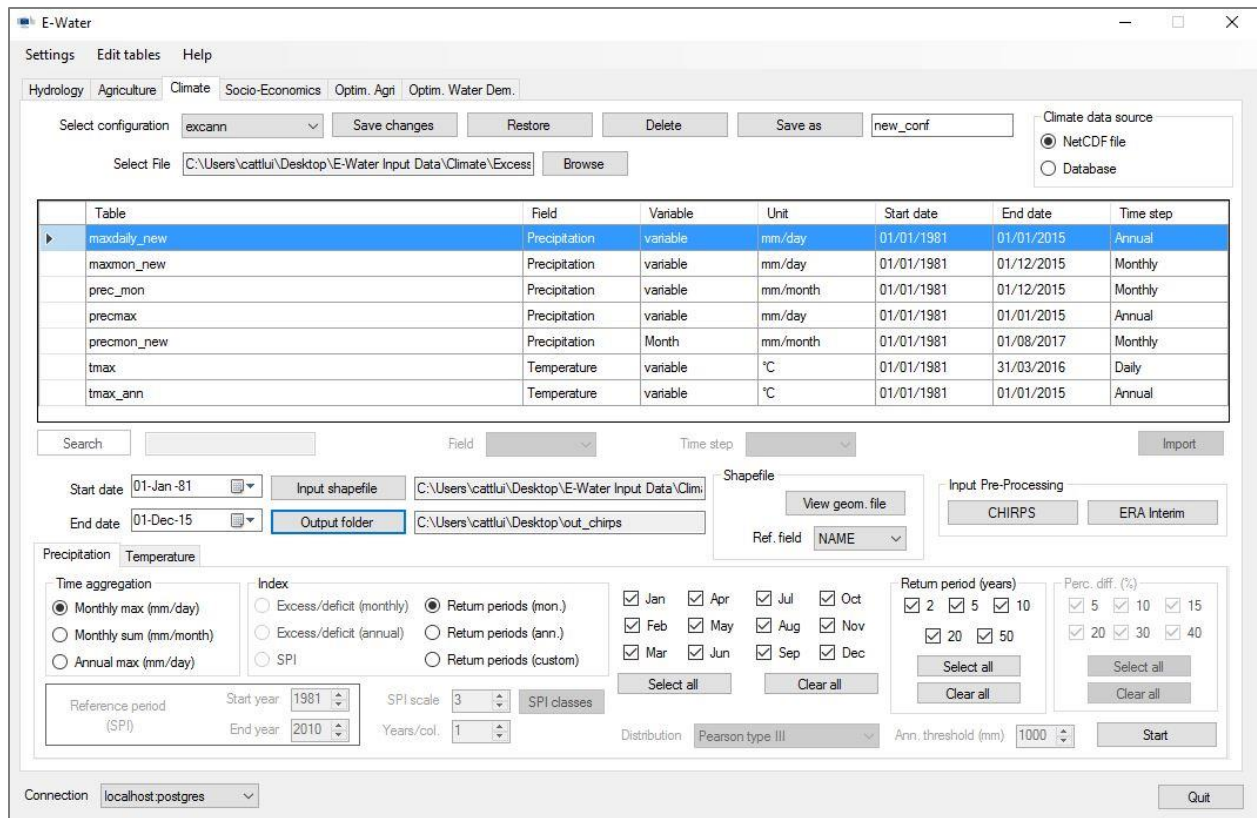 E-Water
Settings Edit tables Help
Hydrology Agriculture Climate Socio-Economics Optim. Agri Optim. Water Dem.
Select configuration excann Save changes Restore Delete Save as new_conf
Climate data source
NetCDF file
Database
Select File C:\Users\cattlui\Desktop\E-Water Input Data\Climate\Excess Browse
Table Field Variable Unit Start date End date Time step
maxdaily_new Precipitation variable mm/day 01/01/1981 01/01/2015 Annual
maxmon_new Precipitation variable mm/day 01/01/1981 01/12/2015 Monthly
prec_mon Precipitation variable mm/month 01/01/1981 01/12/2015 Monthly
precmax Precipitation variable mm/day 01/01/1981 01/01/2015 Annual
precmon_new Precipitation Month mm/month 01/01/1981 01/08/2017 Monthly
tmax Temperature variable °C 01/01/1981 31/03/2016 Daily
tmax_ann Temperature variable °C 01/01/1981 01/01/2015 Annual
Search Field Time step Import
Start date 01-Jan-81 Input shapefile C:\Users\cattlui\Desktop\E-Water Input Data\Clima
End date 01-Dec-15 Output folder C:\Users\cattlui\Desktop\out_chirps
Shapefile
View geom. file
Ref. field NAME
Input Pre-Processing
CHIRPS ERA Interim
Precipitation Temperature
Time aggregation
Monthly max (mm/day)
Monthly sum (mm/month)
Annual max (mm/day)
Index
Excess/deficit (monthly) Return periods (mon.)
Excess/deficit (annual) Return periods (ann.)
SPI Return periods (custom)
Jan Apr Jul Oct
Feb May Aug Nov
Mar Jun Sep Dec
Select all Clear all
Return period (years)
2 5 10
20 50
Select all
Clear all
Perc. diff. (%)
5 10 15
20 30 40
Select all
Clear all
Reference period
(SPI)
Start year 1981
End year 2010
SPI scale 3 SPI classes
Years/col. 1
Distribution Pearson type III Ann. threshold (mm) 1000 Start
Connection localhost:postgres Quit